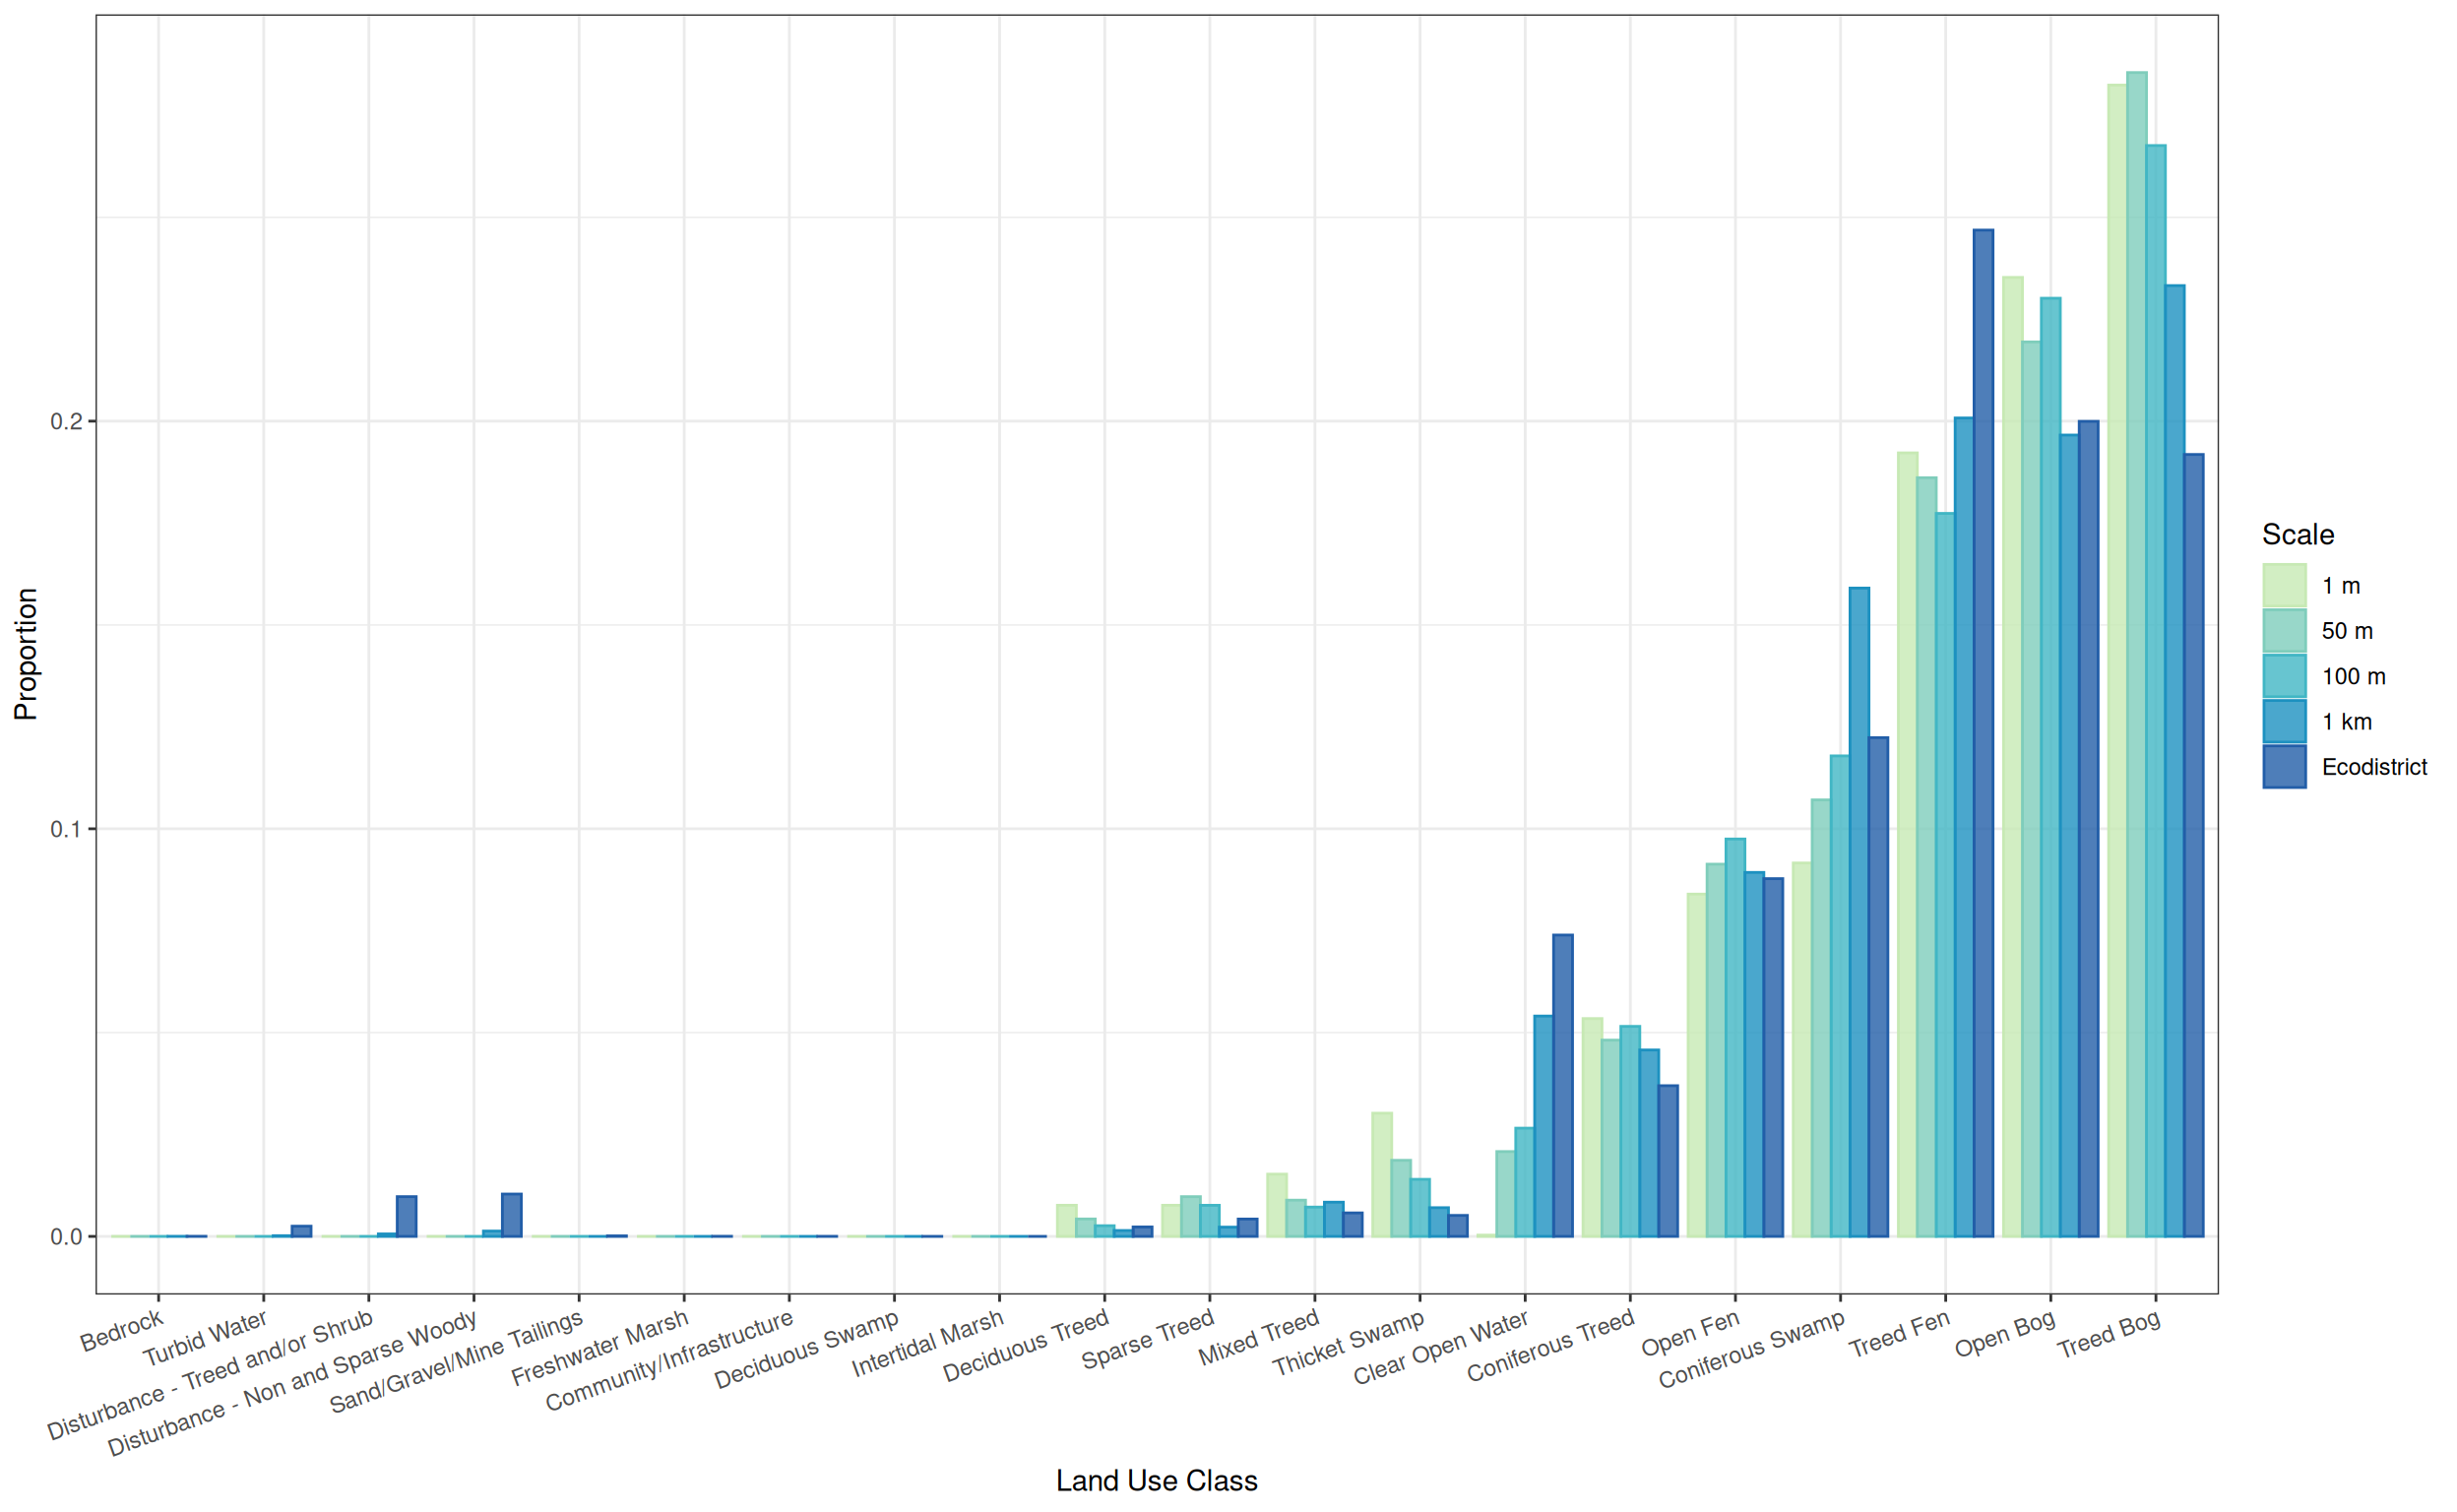 Proportion
0.2
0.1
0.0
Bedrock
Turbid Water
Disturbance - Treed and/or Shrub
Disturbance - Non and Sparse Woody
Sand/Gravel/Mine Tailings
Freshwater Marsh
Community/Infrastructure
Deciduous Swamp
Intertidal Marsh
Deciduous Treed
Sparse Treed
Mixed Treed
Thicket Swamp
Clear Open Water
Coniferous Treed
Open Fen
Coniferous Swamp
Treed Fen
Open Bog
Treed Bog
Land Use Class
Scale
1 m
50 m
100 m
1 km
Ecodistrict